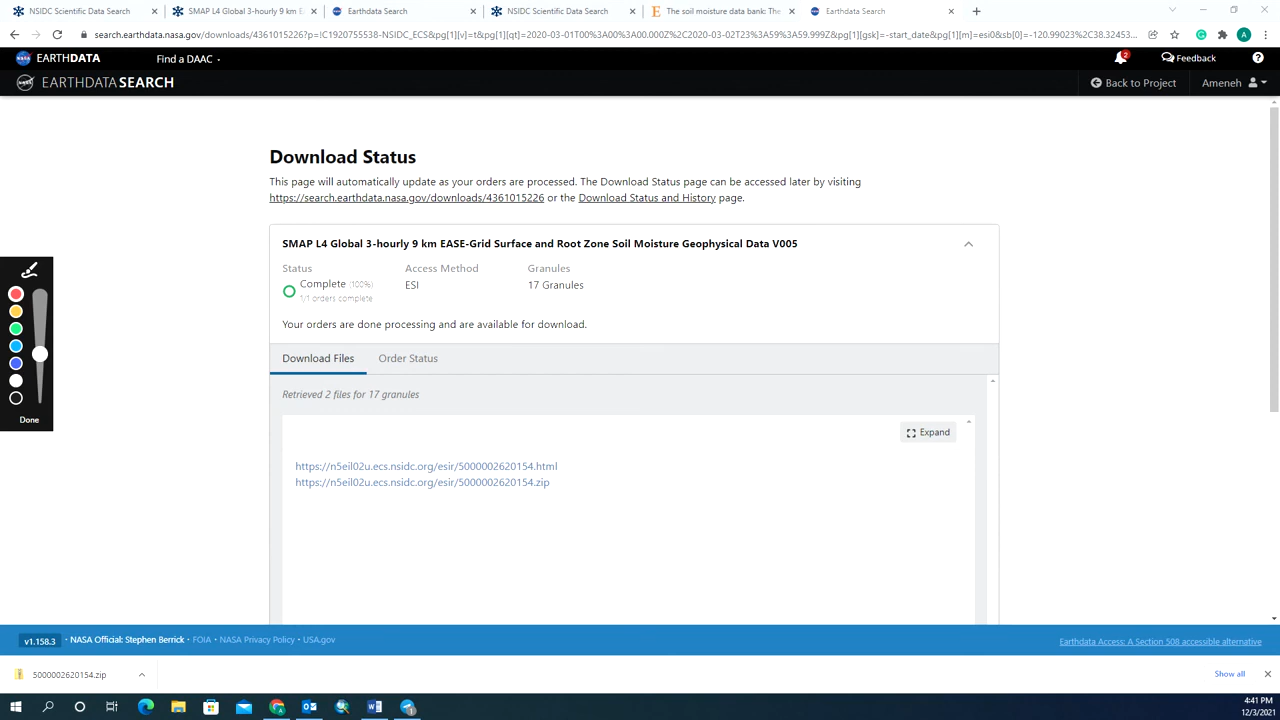 NSIDC Scientific Data Search
SMAP L4 Global 3-hourly 9 km E
Earthdata Search
NSIDC Scientific Data Search
The soil moisture data bank: The
Earthdata Search
search.earthdata.nasa.gov/downloads/4361015226?p=IC1920755538-NSIDC_ECS&pg[1][v]=t&pg[1][qt]=2020-03-01T00%3A00%3A00.000Z%2C2020-03-02T23%3A59%3A59.999Z&pg[1][gsk]=-start_date&pg[1][m]=esi0&sb[0]=-120.99023%2C38.32453...
A
EARTHDATA
Find a DAAC
2
Feedback
?
EARTHDATA SEARCH
Back to Project
Ameneh
Download Status
This page will automatically update as your orders are processed. The Download Status page can be accessed later by visiting
https://search.earthdata.nasa.gov/downloads/4361015226 or the Download Status and History page.
SMAP L4 Global 3-hourly 9 km EASE-Grid Surface and Root Zone Soil Moisture Geophysical Data V005
Status
Access Method
Granules
Complete (100%)
1/1 orders complete
ESI
17 Granules
Your orders are done processing and are available for download.
Download Files
Order Status
Retrieved 2 files for 17 granules
Expand
https://n5eil02u.ecs.nsidc.org/esir/5000002620154.html
https://n5eil02u.ecs.nsidc.org/esir/5000002620154.zip
Done
v1.158.3 · NASA Official: Stephen Berrick · FOIA · NASA Privacy Policy · USA.gov
Earthdata Access: A Section 508 accessible alternative
5000002620154.zip
Show all
4:41 PM
12/3/2021